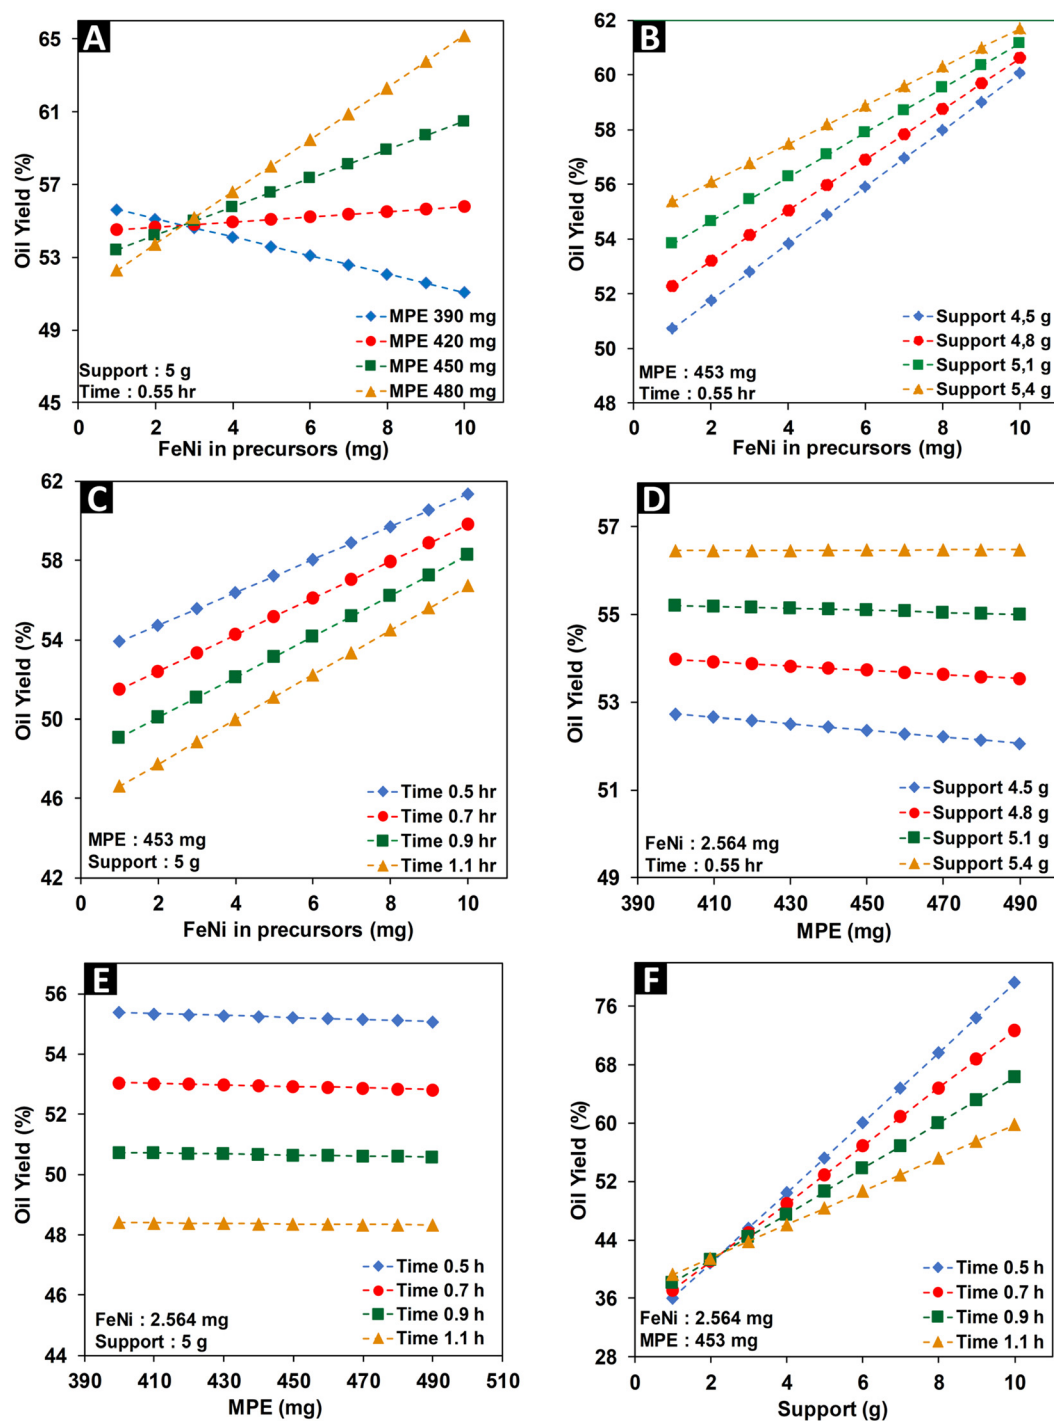 A
65
61
57
53
49
45
Oil Yield (%)
MPE 390 mg
MPE 420 mg
MPE 450 mg
MPE 480 mg
Support : 5 g
Time : 0.55 hr
0 2 4 6 8 10
FeNi in precursors (mg)
B
62
60
58
56
54
52
50
48
Oil Yield (%)
Support 4,5 g
Support 4,8 g
Support 5,1 g
Support 5,4 g
MPE : 453 mg
Time : 0.55 hr
0 2 4 6 8 10
FeNi in precursors (mg)
C
62
58
54
50
46
42
Oil Yield (%)
Time 0.5 hr
Time 0.7 hr
Time 0.9 hr
Time 1.1 hr
MPE : 453 mg
Support : 5 g
0 2 4 6 8 10
FeNi in precursors (mg)
D
57
55
53
51
49
Oil Yield (%)
Support 4.5 g
Support 4.8 g
Support 5.1 g
Support 5.4 g
FeNi : 2.564 mg
Time : 0.55 hr
390 410 430 450 470 490
MPE (mg)
E
56
54
52
50
48
46
44
Oil Yield (%)
Time 0.5 h
Time 0.7 h
Time 0.9 h
Time 1.1 h
FeNi : 2.564 mg
Support : 5 g
390 410 430 450 470 490 510
MPE (mg)
F
76
68
60
52
44
36
28
Oil Yield (%)
Time 0.5 h
Time 0.7 h
Time 0.9 h
Time 1.1 h
FeNi : 2.564 mg
MPE : 453 mg
0 2 4 6 8 10
Support (g)